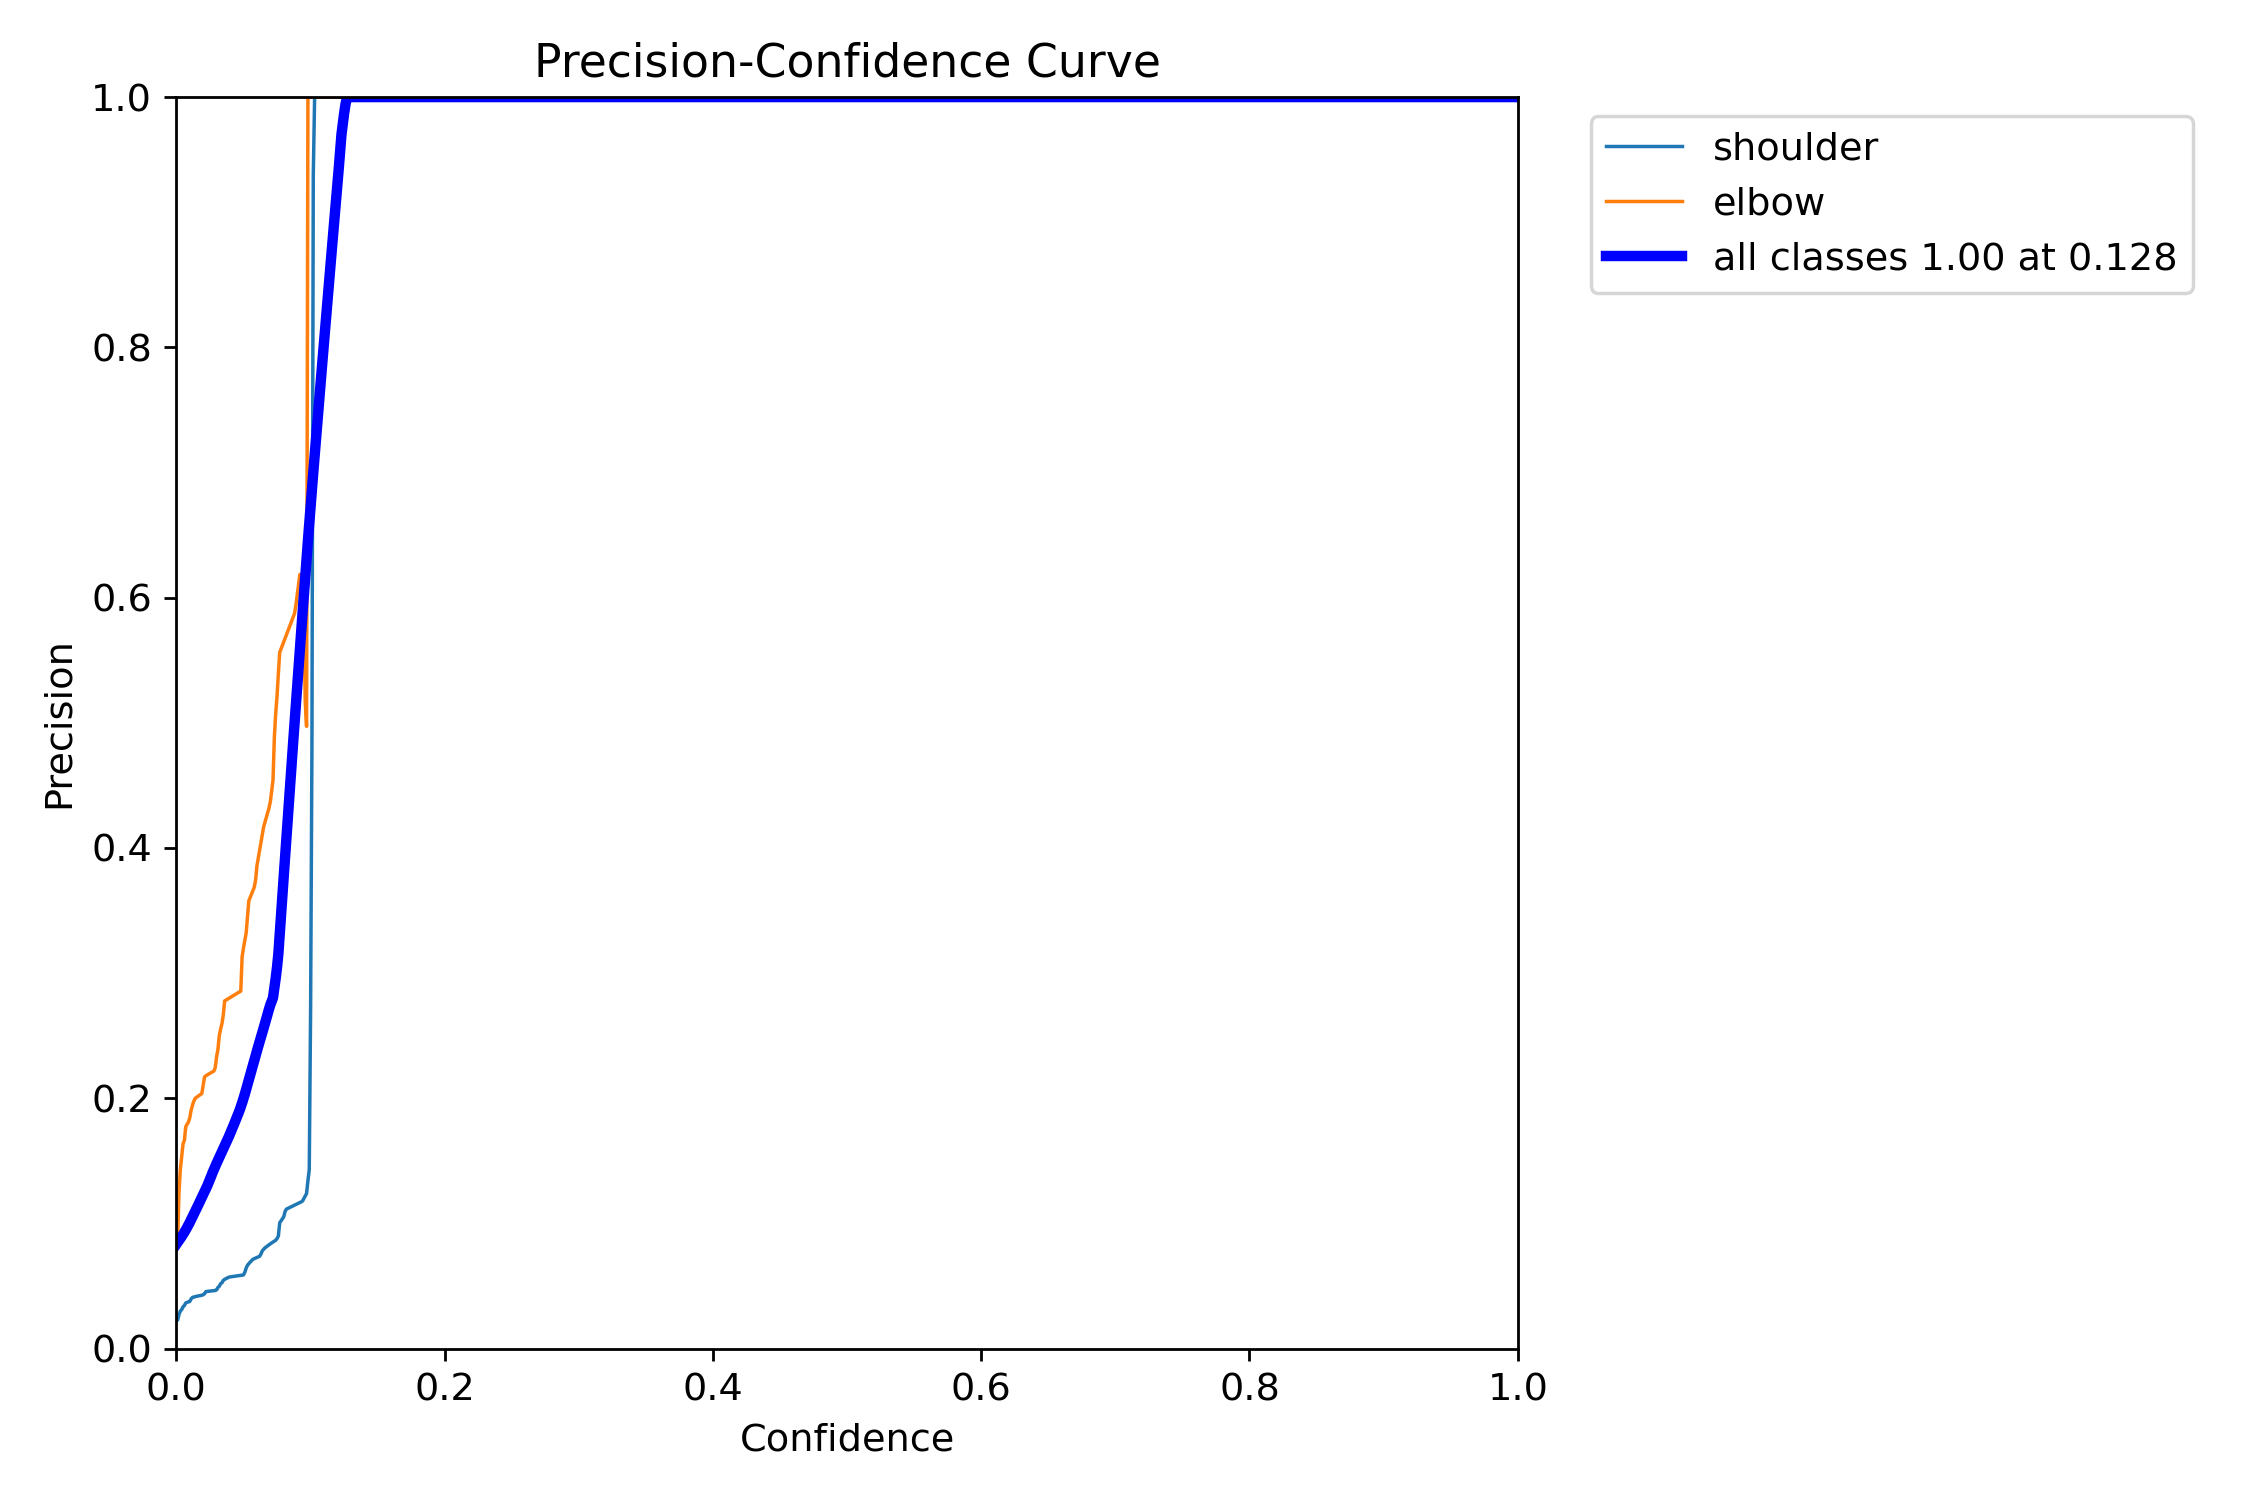 Precision-Confidence Curve
1.0
0.8
0.6
0.4
0.2
0.0
Precision
0.0 0.2 0.4 0.6 0.8 1.0
Confidence
shoulder
elbow
all classes 1.00 at 0.128